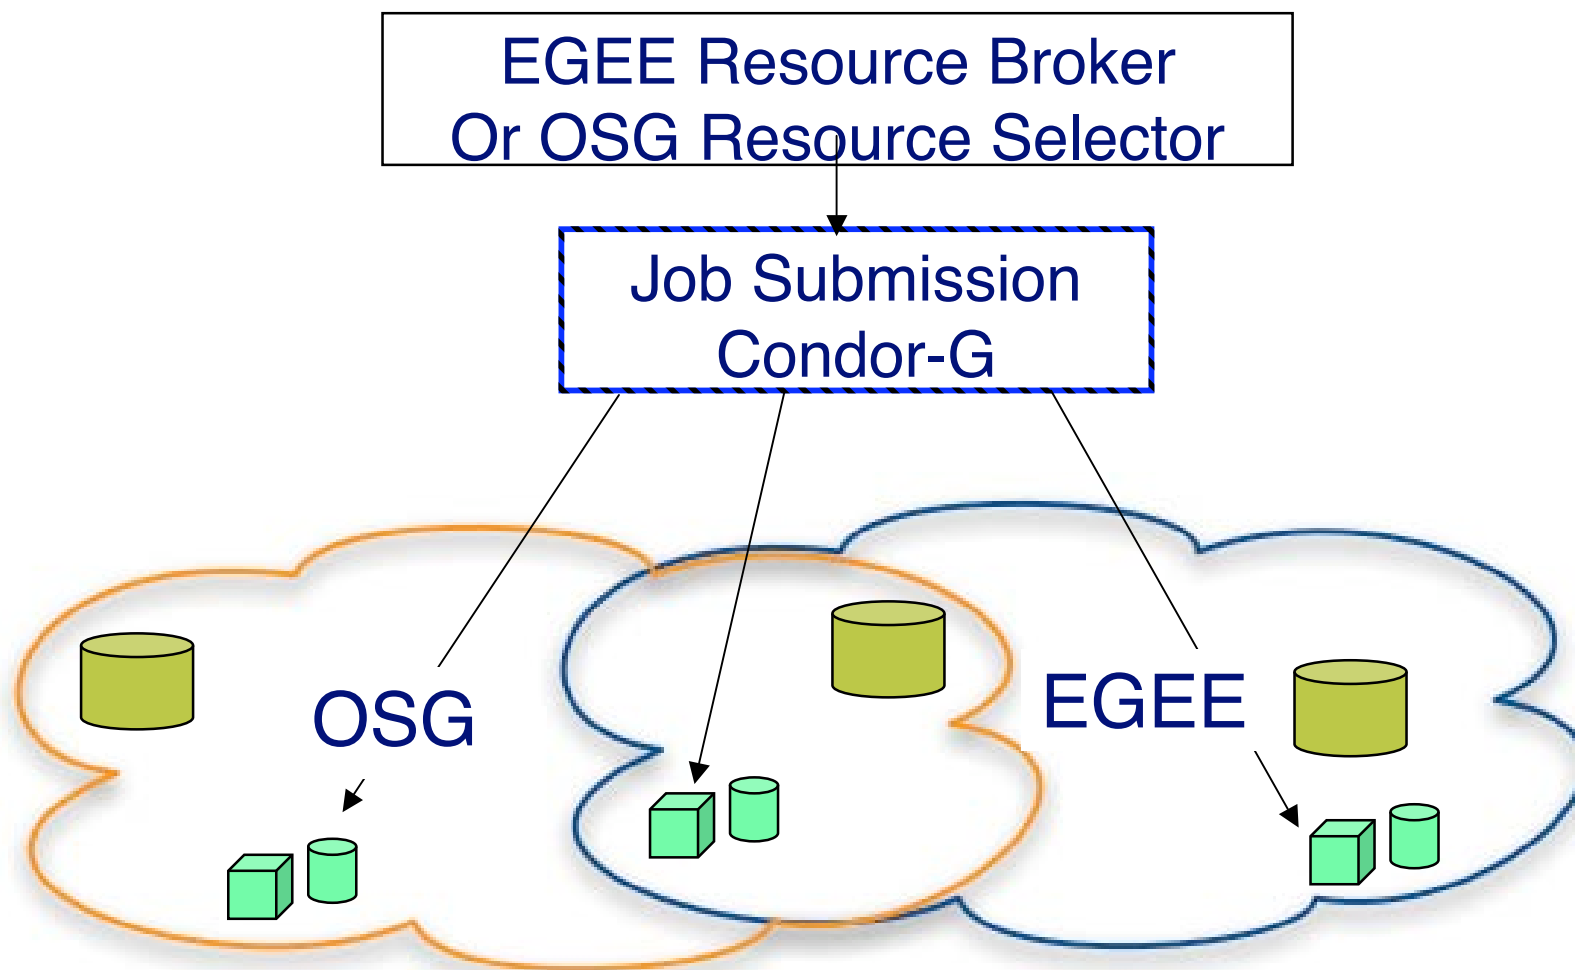 EGEE Resource Broker
Or OSG Resource Selector
Job Submission
Condor-G
OSG
EGEE